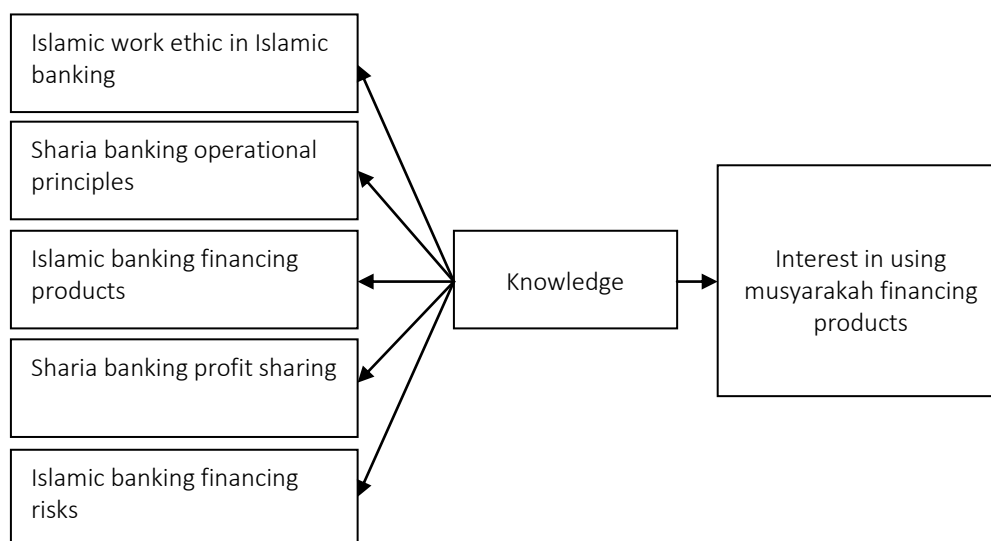 Islamic work ethic in Islamic
banking
Sharia banking operational
principles
Islamic banking financing
products
Sharia banking profit sharing
Islamic banking financing
risks
Knowledge
Interest in using
musyarakah financing
products